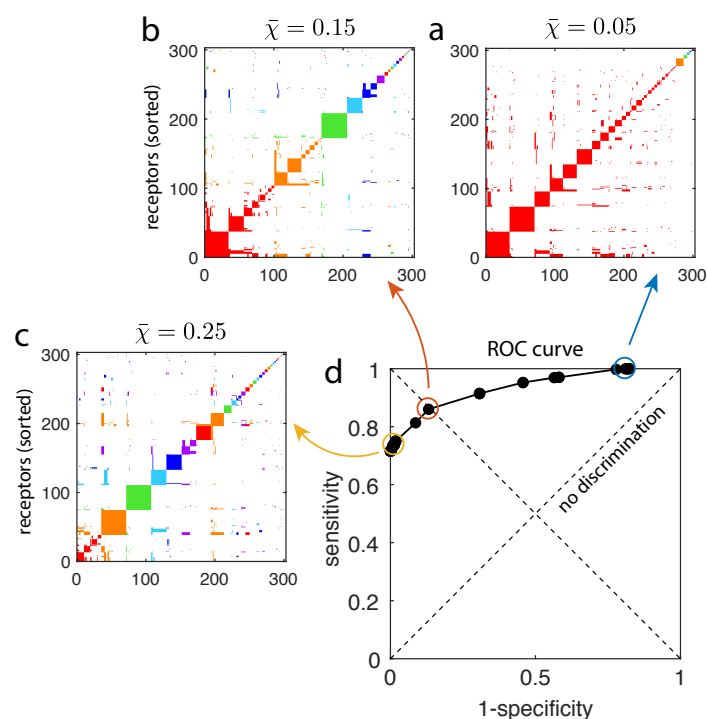 b
χ̄ = 0.15
a
χ̄ = 0.05
receptors (sorted)
300
200
100
0
0
100
200
300
300
200
100
0
0
100
200
300
c
χ̄ = 0.25
receptors (sorted)
300
200
100
0
0
100
200
300
d
ROC curve
sensitivity
1
0.8
0.6
0.4
0.2
0
no discrimination
0
0.5
1
1-specificity